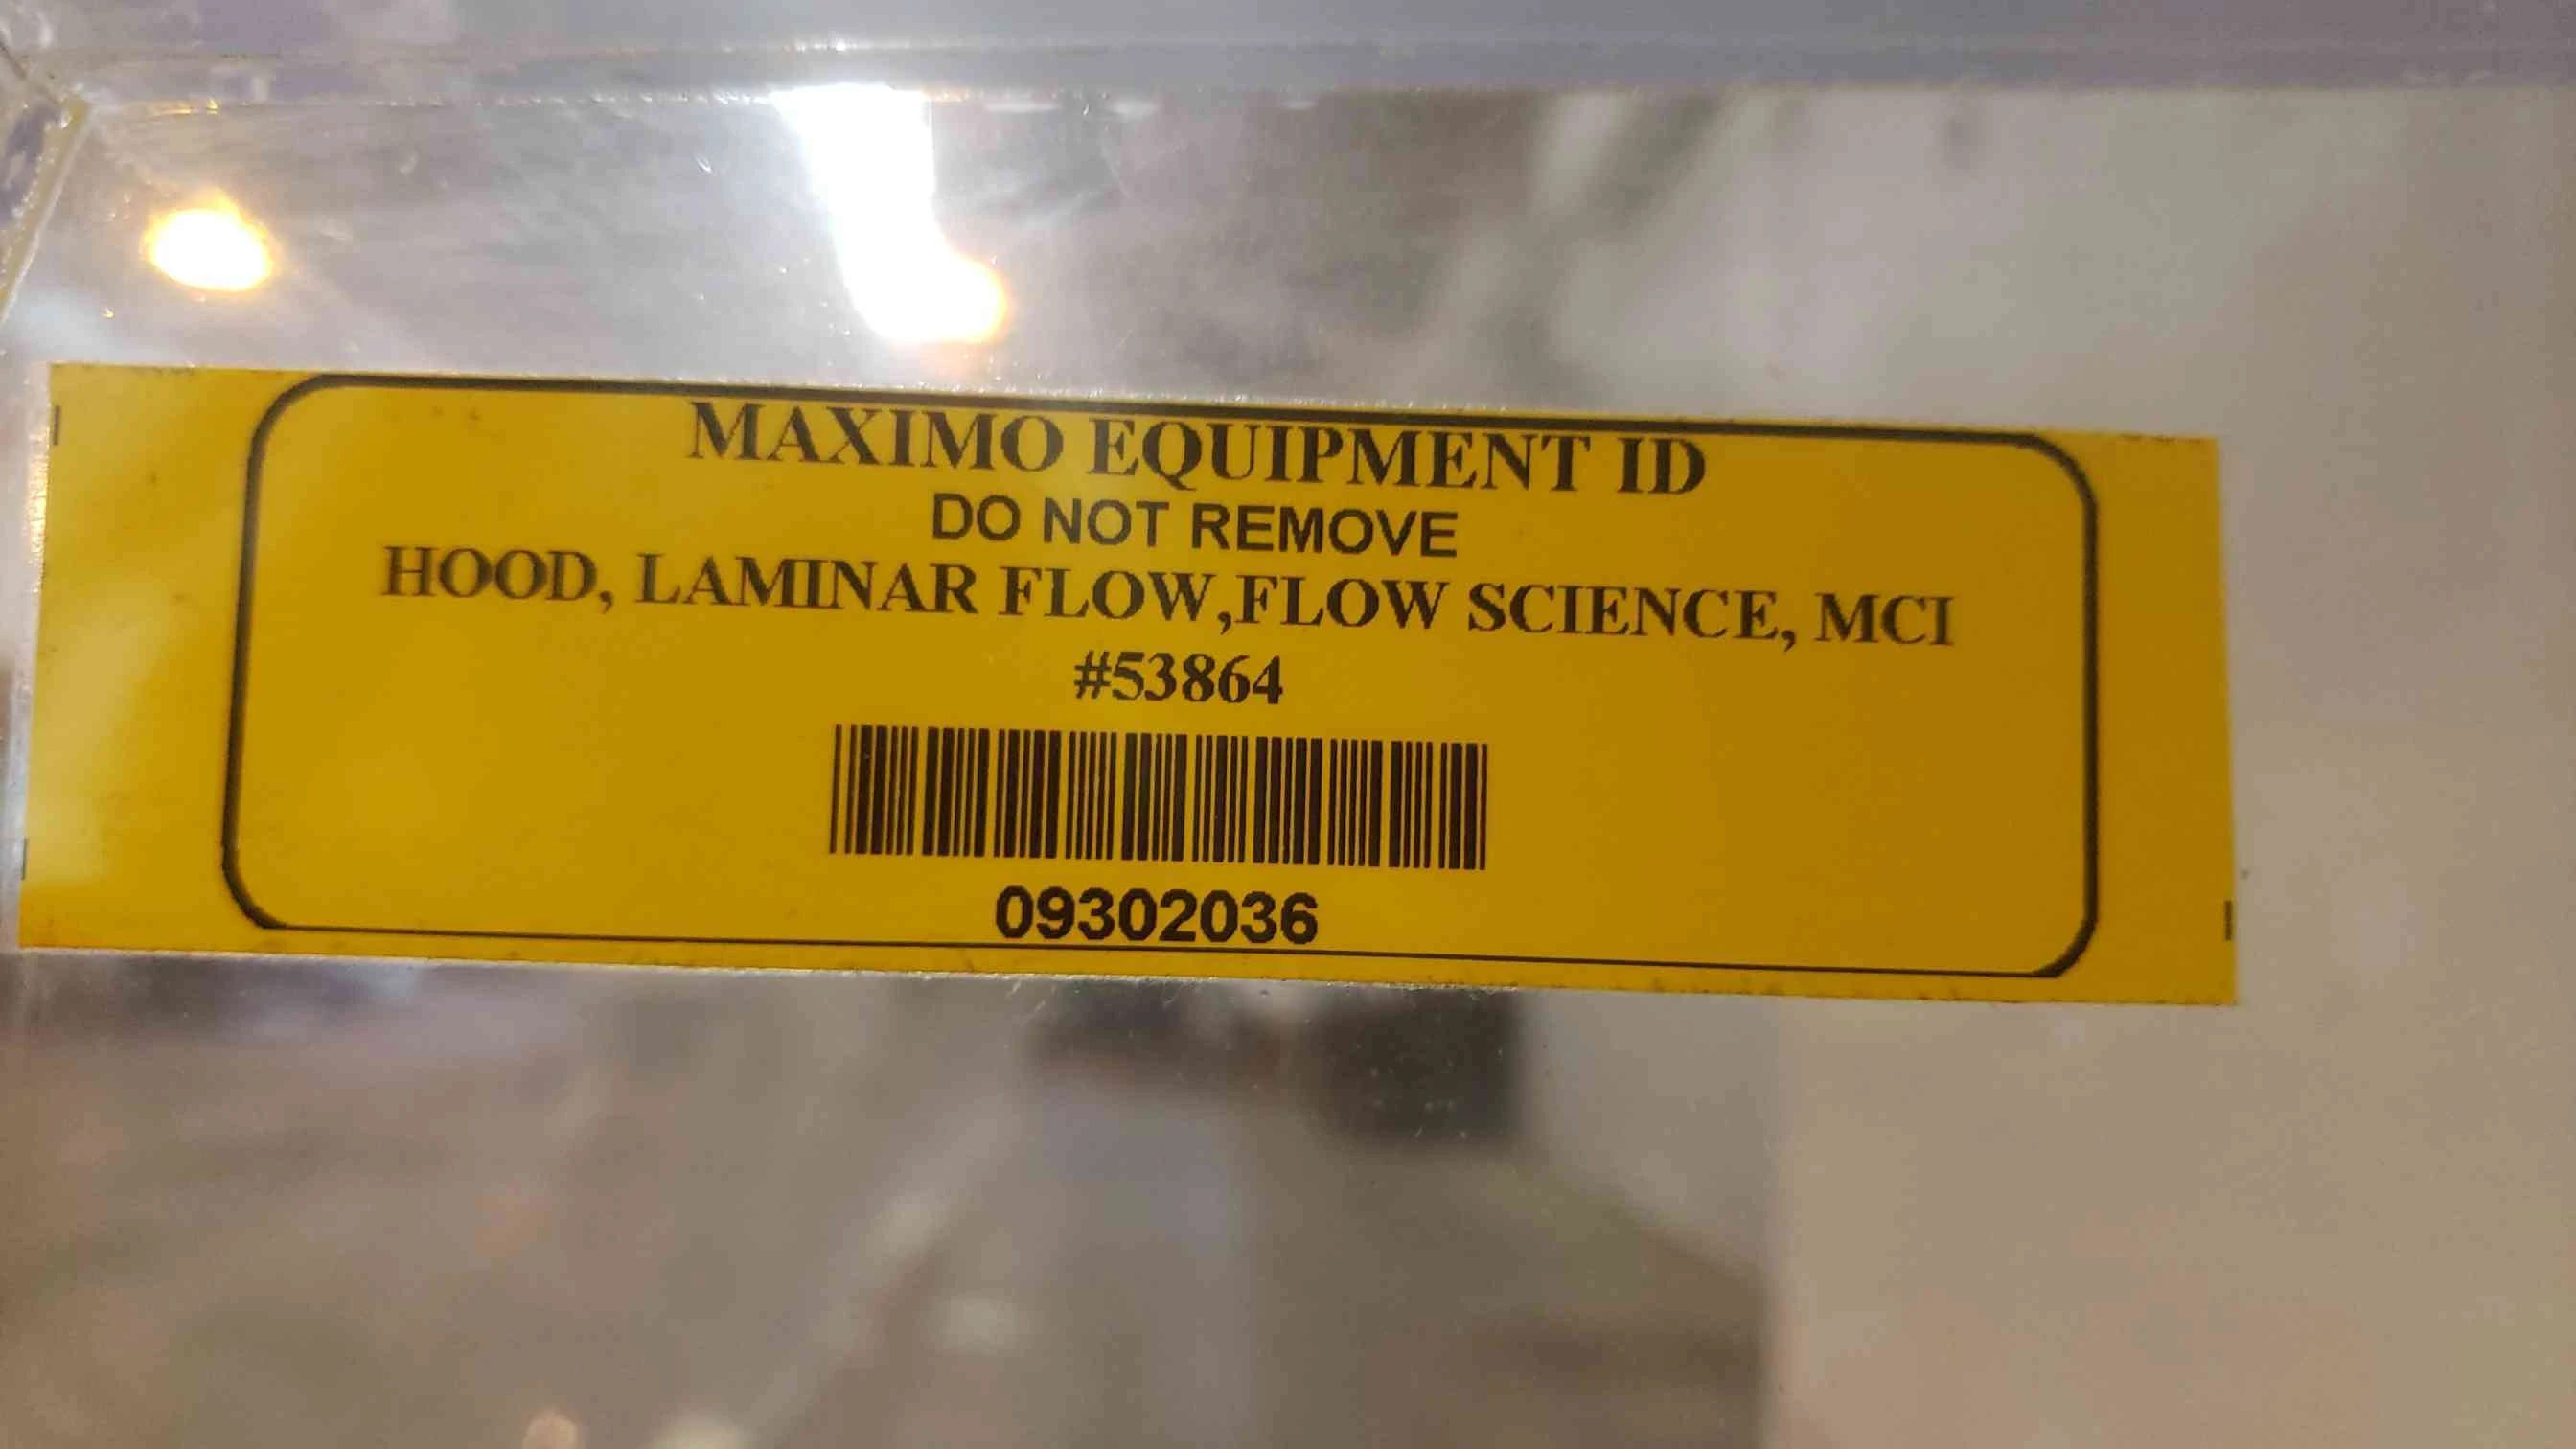 MAXIMO EQUIPMENT ID
DO NOT REMOVE
HOOD, LAMINAR FLOW,FLOW SCIENCE, MCI
#53864
09302036